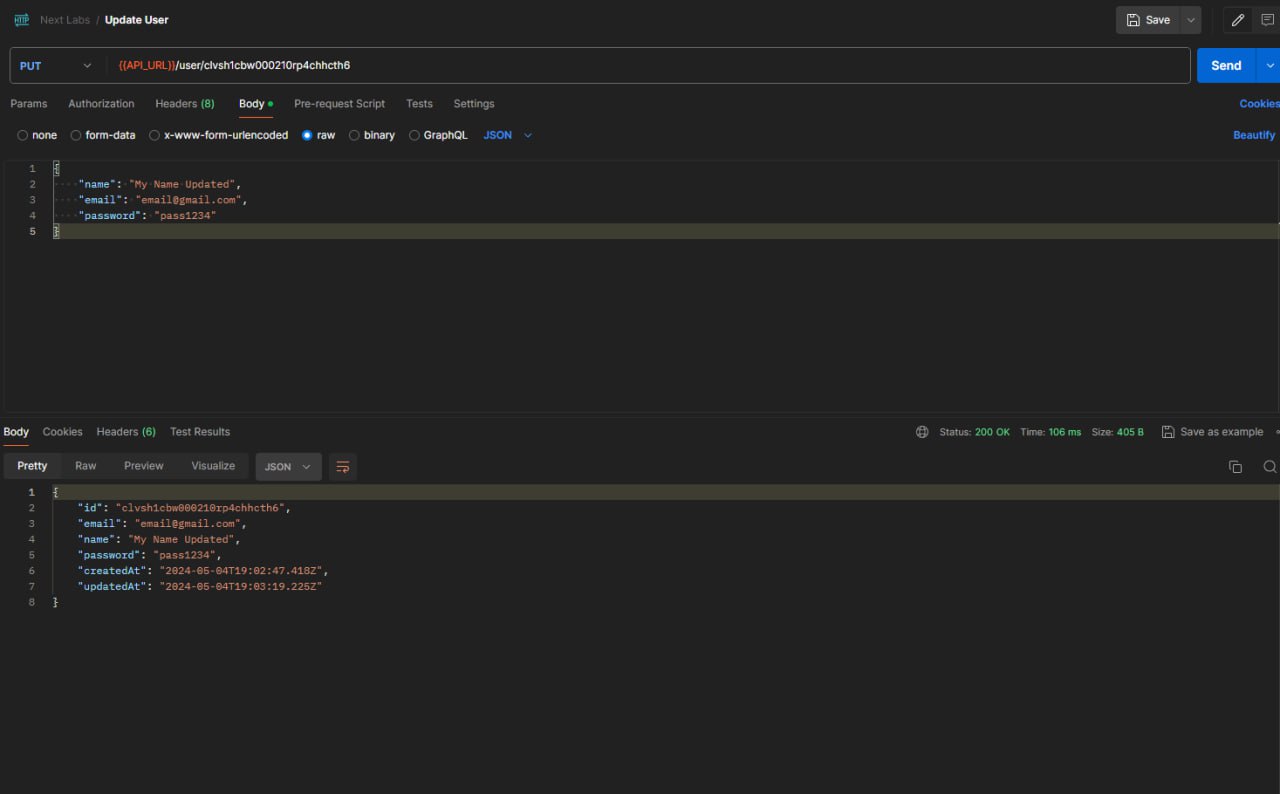 HTTP Next Labs / Update User Save
PUT {{API_URL}}/user/clvsh1cbw000210rp4chhcth6 Send
Params Authorization Headers (8) Body Pre-request Script Tests Settings Cookies
none form-data x-www-form-urlencoded raw binary GraphQL JSON Beautify
1 {
2 ····"name":·"My·Name·Updated",
3 ····"email":·"email@gmail.com",
4 ····"password":·"pass1234"
5 }
Body Cookies Headers (6) Test Results Status: 200 OK Time: 106 ms Size: 405 B Save as example
Pretty Raw Preview Visualize JSON
1 {
2 "id": "clvsh1cbw000210rp4chhcth6",
3 "email": "email@gmail.com",
4 "name": "My Name Updated",
5 "password": "pass1234",
6 "createdAt": "2024-05-04T19:02:47.418Z",
7 "updatedAt": "2024-05-04T19:03:19.225Z"
8 }